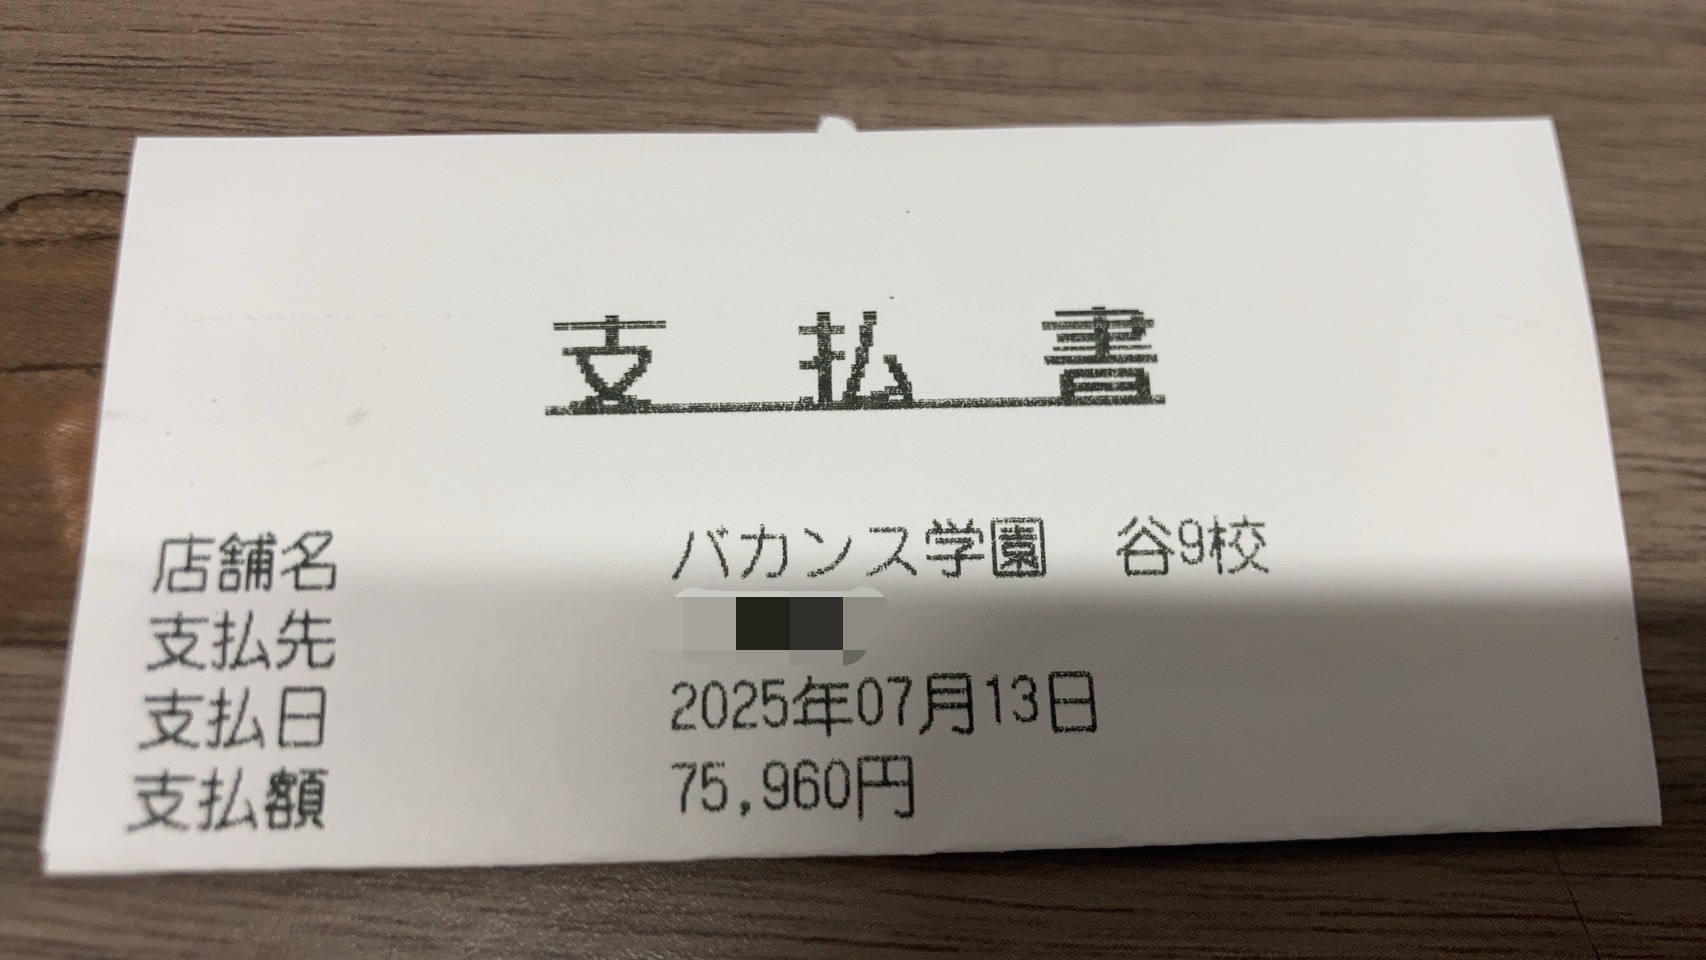 支払書
店舗名 バカンス学園 谷9校
支払先
支払日 2025年07月13日
支払額 75,960円